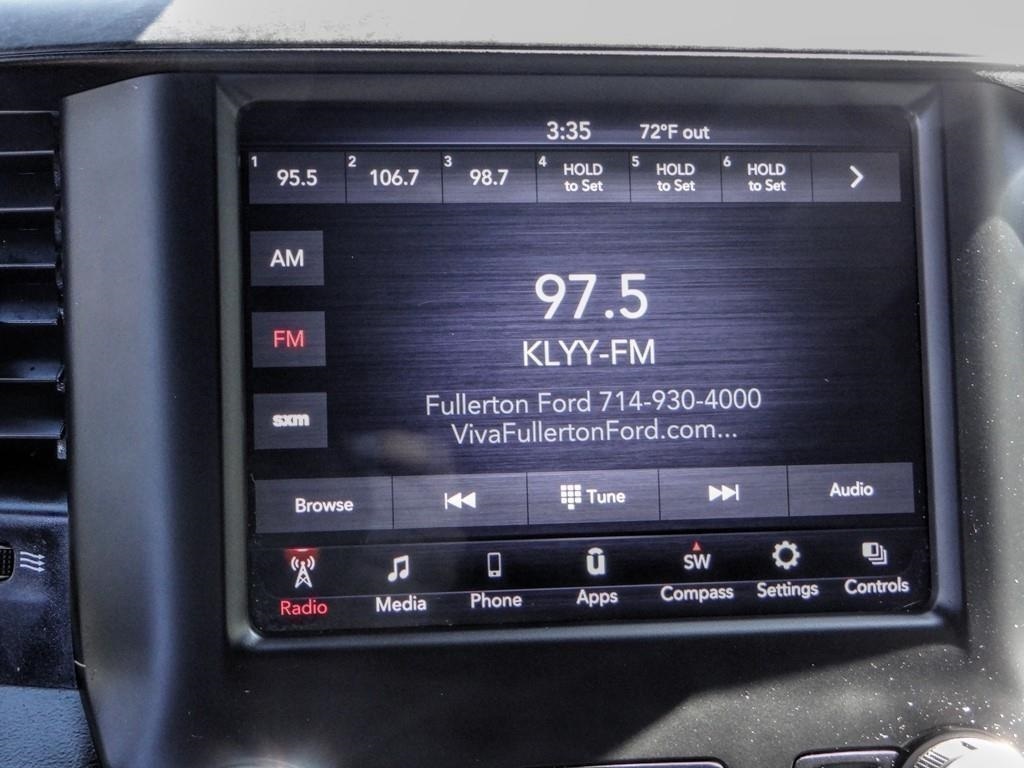 3:35 72°F out
1 95.5 2 106.7 3 98.7 4 HOLD to Set 5 HOLD to Set 6 HOLD to Set >
AM
97.5
FM
KLYY-FM
sxm
Fullerton Ford 714-930-4000
VivaFullertonFord.com...
Browse Tune Audio
SW
Radio Media Phone Apps Compass Settings Controls